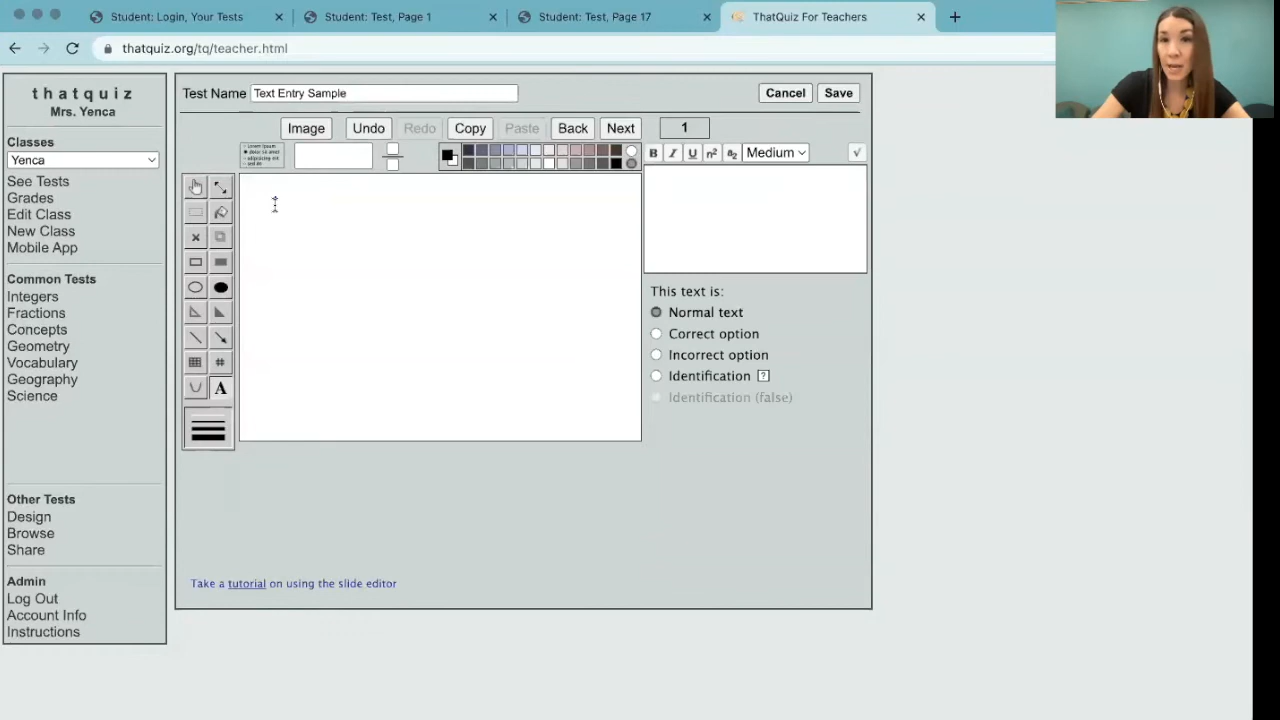 Student: Login, Your Tests
Student: Test, Page 1
Student: Test, Page 17
ThatQuiz For Teachers
thatquiz.org/tq/teacher.html
thatquiz
Mrs. Yenca
Classes
Yenca
See Tests
Grades
Edit Class
New Class
Mobile App
Common Tests
Integers
Fractions
Concepts
Geometry
Vocabulary
Geography
Science
Other Tests
Design
Browse
Share
Admin
Log Out
Account Info
Instructions
Test Name Text Entry Sample Cancel Save
Image Undo Redo Copy Paste Back Next 1
B I U n² a₂ Medium √
A
This text is:
Normal text
Correct option
Incorrect option
Identification ?
Identification (false)
Take a tutorial on using the slide editor